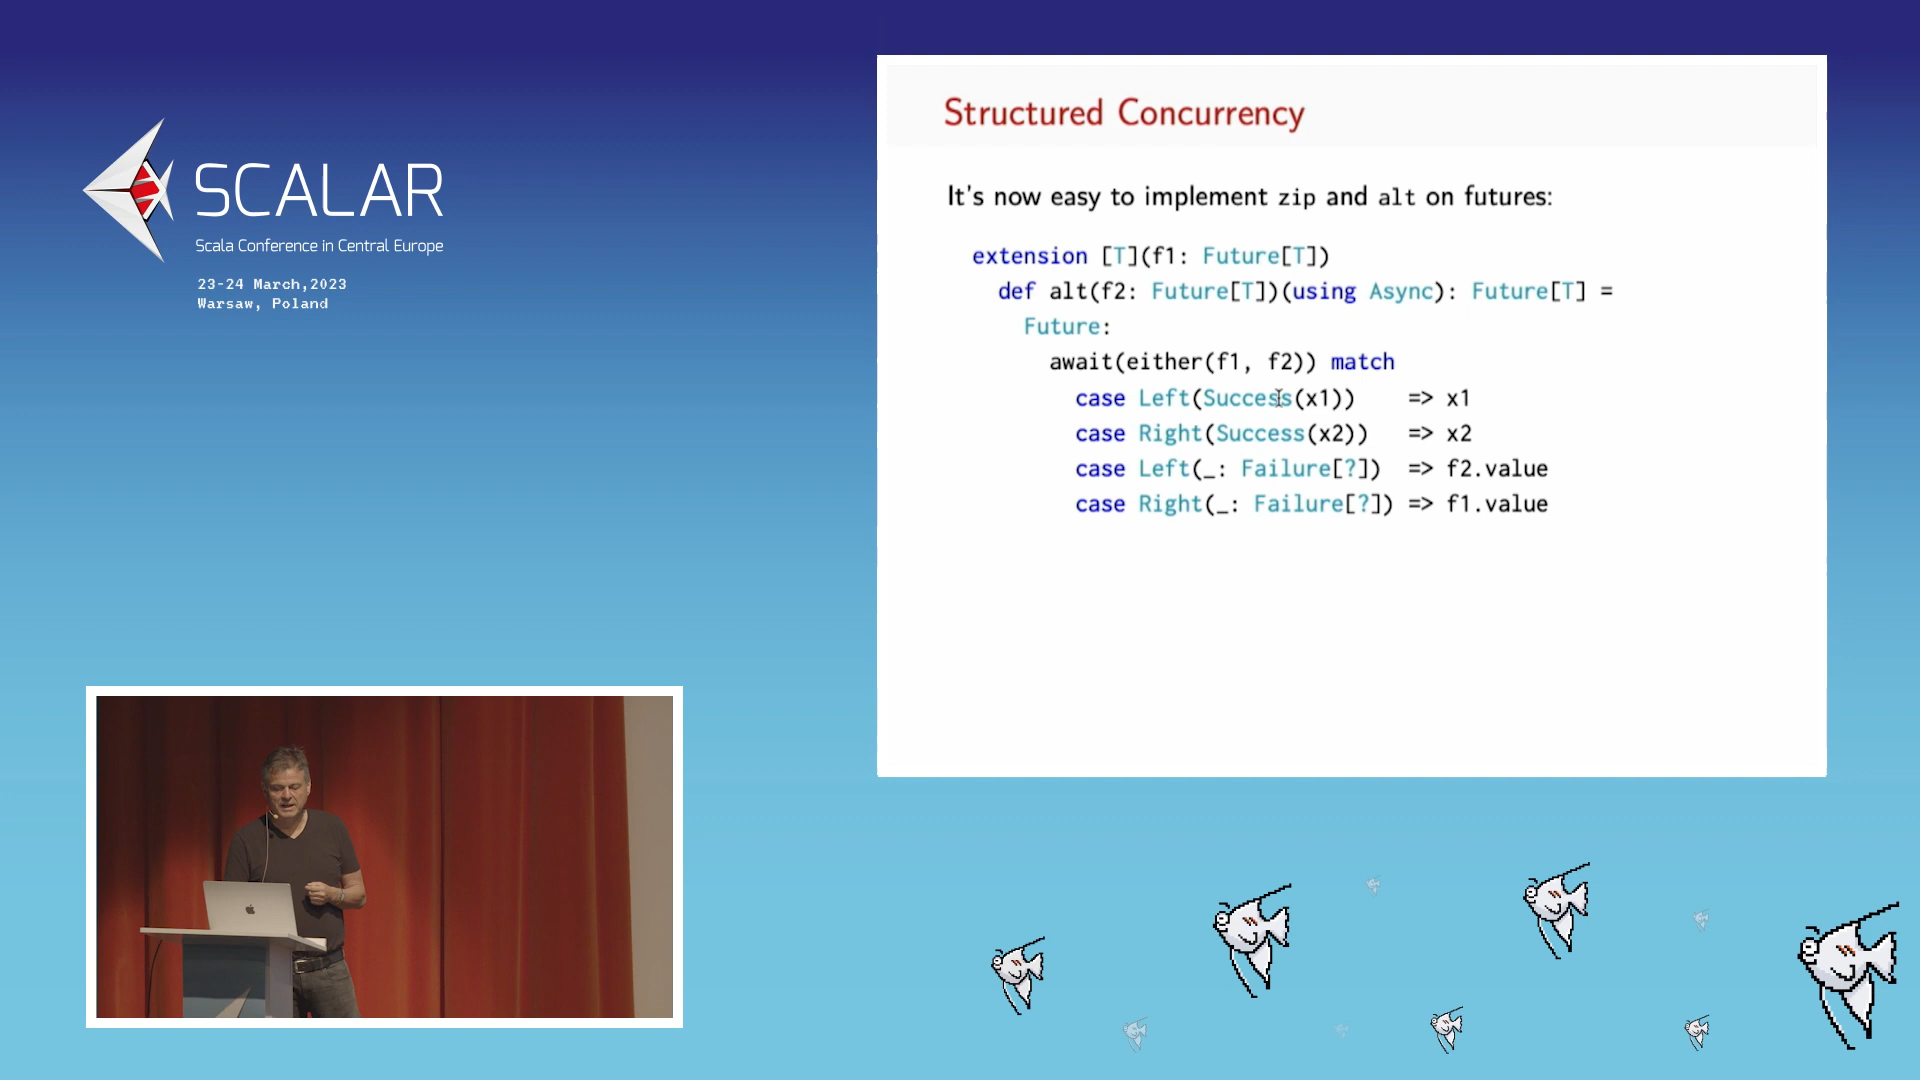 SCALAR
Scala Conference in Central Europe
23-24 March,2023
Warsaw, Poland
Structured Concurrency
It's now easy to implement zip and alt on futures:
extension [T](f1: Future[T])
def alt(f2: Future[T])(using Async): Future[T] =
Future:
await(either(f1, f2)) match
case Left(Success(x1)) => x1
case Right(Success(x2)) => x2
case Left(_: Failure[?]) => f2.value
case Right(_: Failure[?]) => f1.value